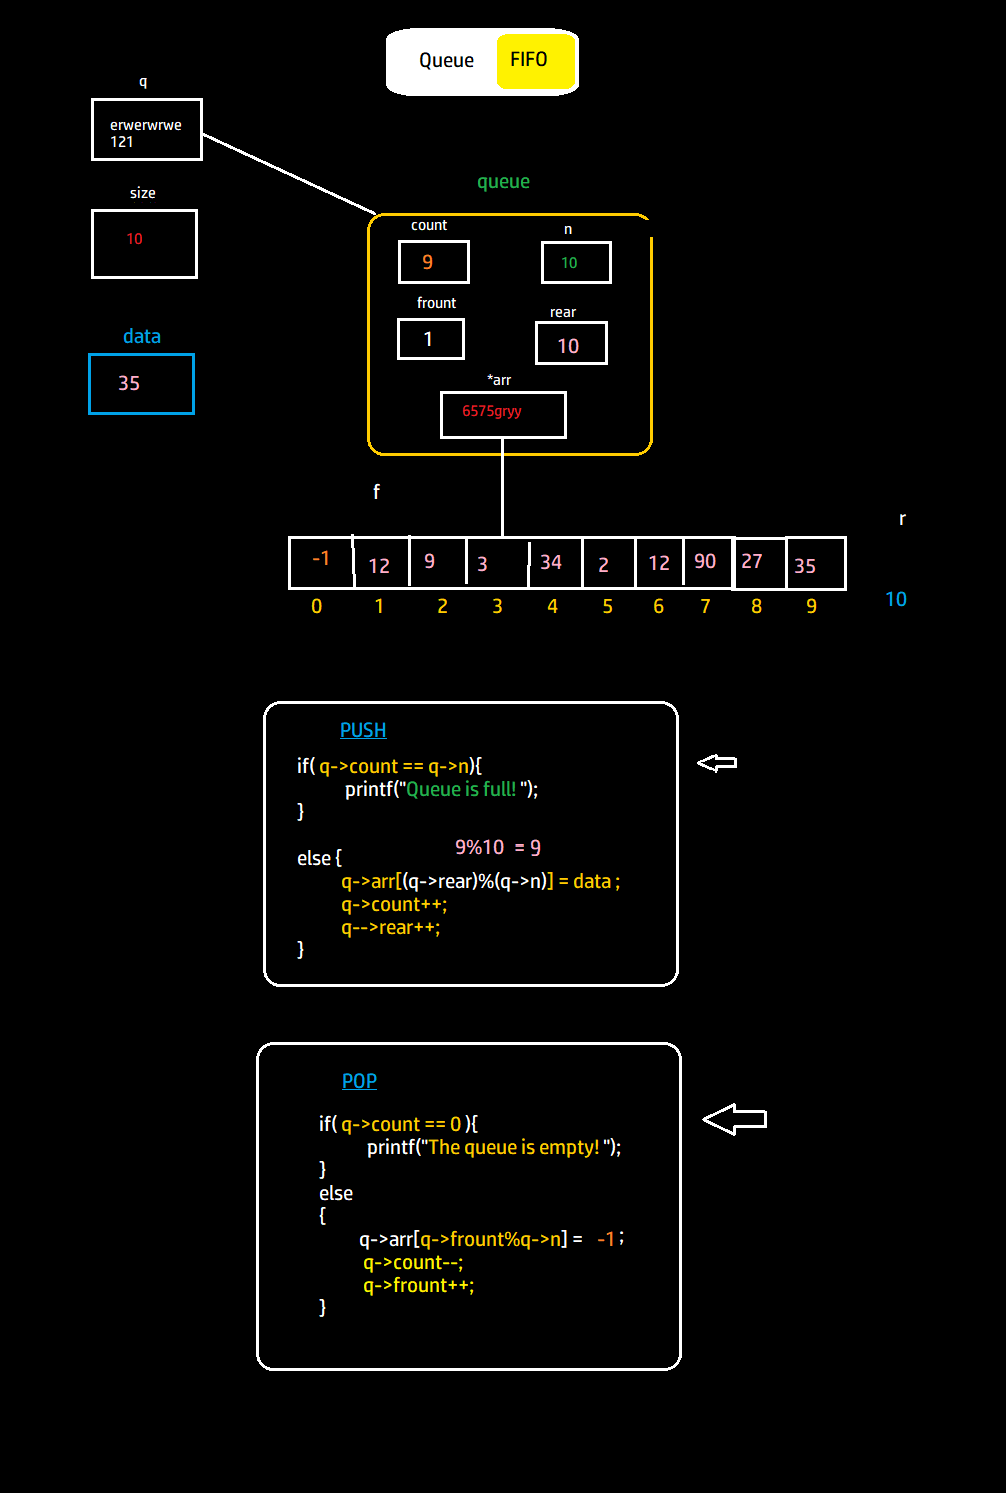 Queue FIFO
q
erwerwrwe
121
size
10
data
35
queue
count
9
n
10
frount
1
rear
10
*arr
6575gryy
f
r
-1 12 9 3 34 2 12 90 27 35
0 1 2 3 4 5 6 7 8 9 10
PUSH
if( q->count == q->n){
printf("Queue is full! ");
}
9%10 = 9
else {
q->arr[(q->rear)%(q->n)] = data ;
q->count++;
q-->rear++;
}
POP
if( q->count == 0 ){
printf("The queue is empty! ");
}
else
{
q->arr[q->frount%q->n] = -1 ;
q->count--;
q->frount++;
}